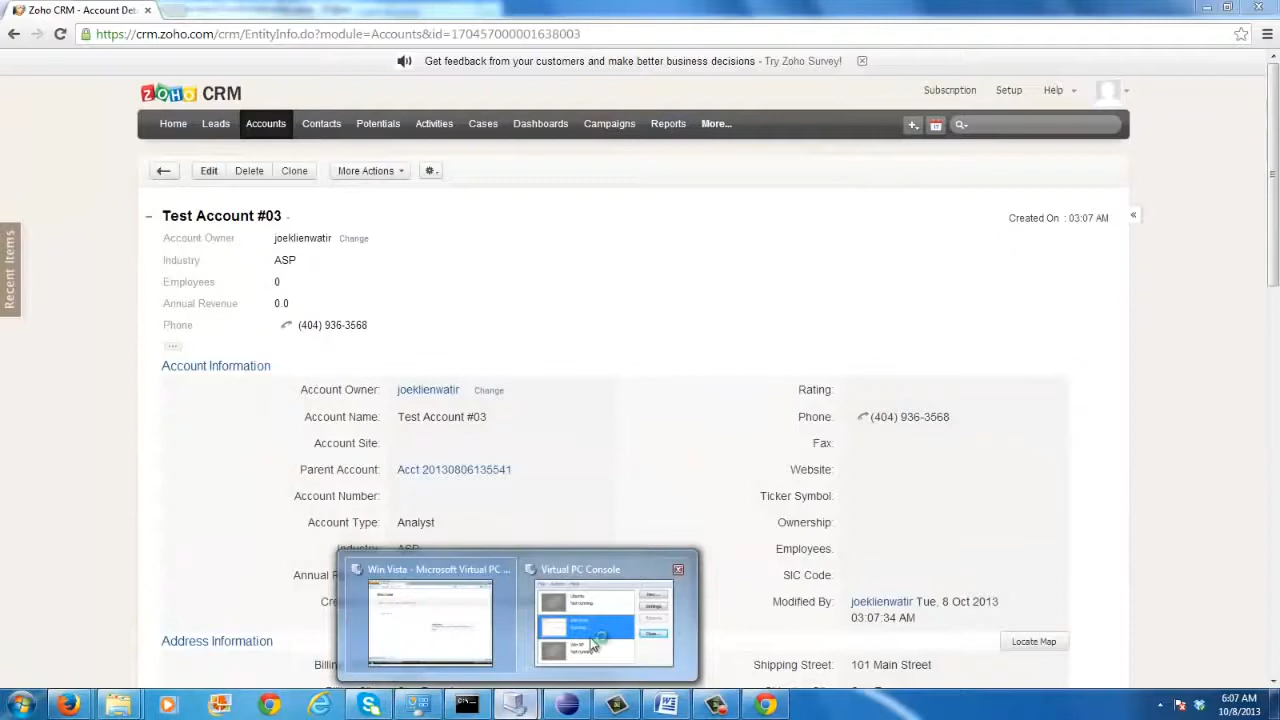 Zoho CRM - Account Det
https://crm.zoho.com/crm/EntityInfo.do?module=Accounts&id=170457000001638003
Get feedback from your customers and make better business decisions - Try Zoho Survey!
ZOHO CRM
Subscription Setup Help
Home Leads Accounts Contacts Potentials Activities Cases Dashboards Campaigns Reports More...
Edit Delete Clone More Actions
Recent Items
Test Account #03
Created On : 03:07 AM
Account Owner joeklienwatir Change
Industry ASP
Employees 0
Annual Revenue 0.0
Phone (404) 936-3568
Account Information
Account Owner: joeklienwatir Change Rating:
Account Name: Test Account #03 Phone: (404) 936-3568
Account Site: Fax:
Parent Account: Acct 20130806135541 Website:
Account Number: Ticker Symbol:
Account Type: Analyst Ownership:
Industry: ASP Employees:
Win Vista - Microsoft Virtual PC ... Virtual PC Console
Annual R SIC Code:
Cre Modified By: joeklienwatir Tue, 8 Oct 2013
03:07:34 AM
Address Information Locate Map
Billin Shipping Street: 101 Main Street
6:07 AM
10/8/2013